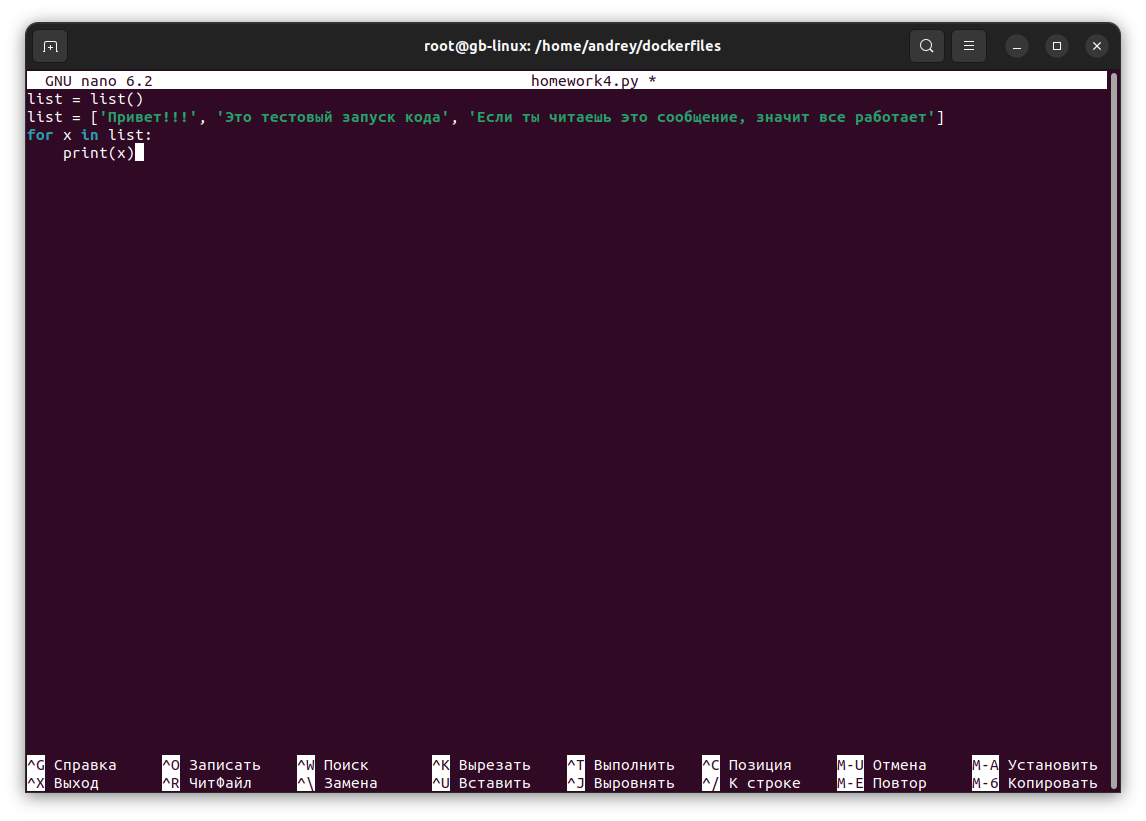 root@gb-linux: /home/andrey/dockerfiles
GNU nano 6.2 homework4.py *
list = list()
list = ['Привет!!!', 'Это тестовый запуск кода', 'Если ты читаешь это сообщение, значит все работает']
for x in list:
    print(x)
^G Справка ^O Записать ^W Поиск ^K Вырезать ^T Выполнить ^C Позиция M-U Отмена M-A Установить
^X Выход ^R ЧитФайл ^\ Замена ^U Вставить ^J Выровнять ^/ К строке M-E Повтор M-6 Копировать